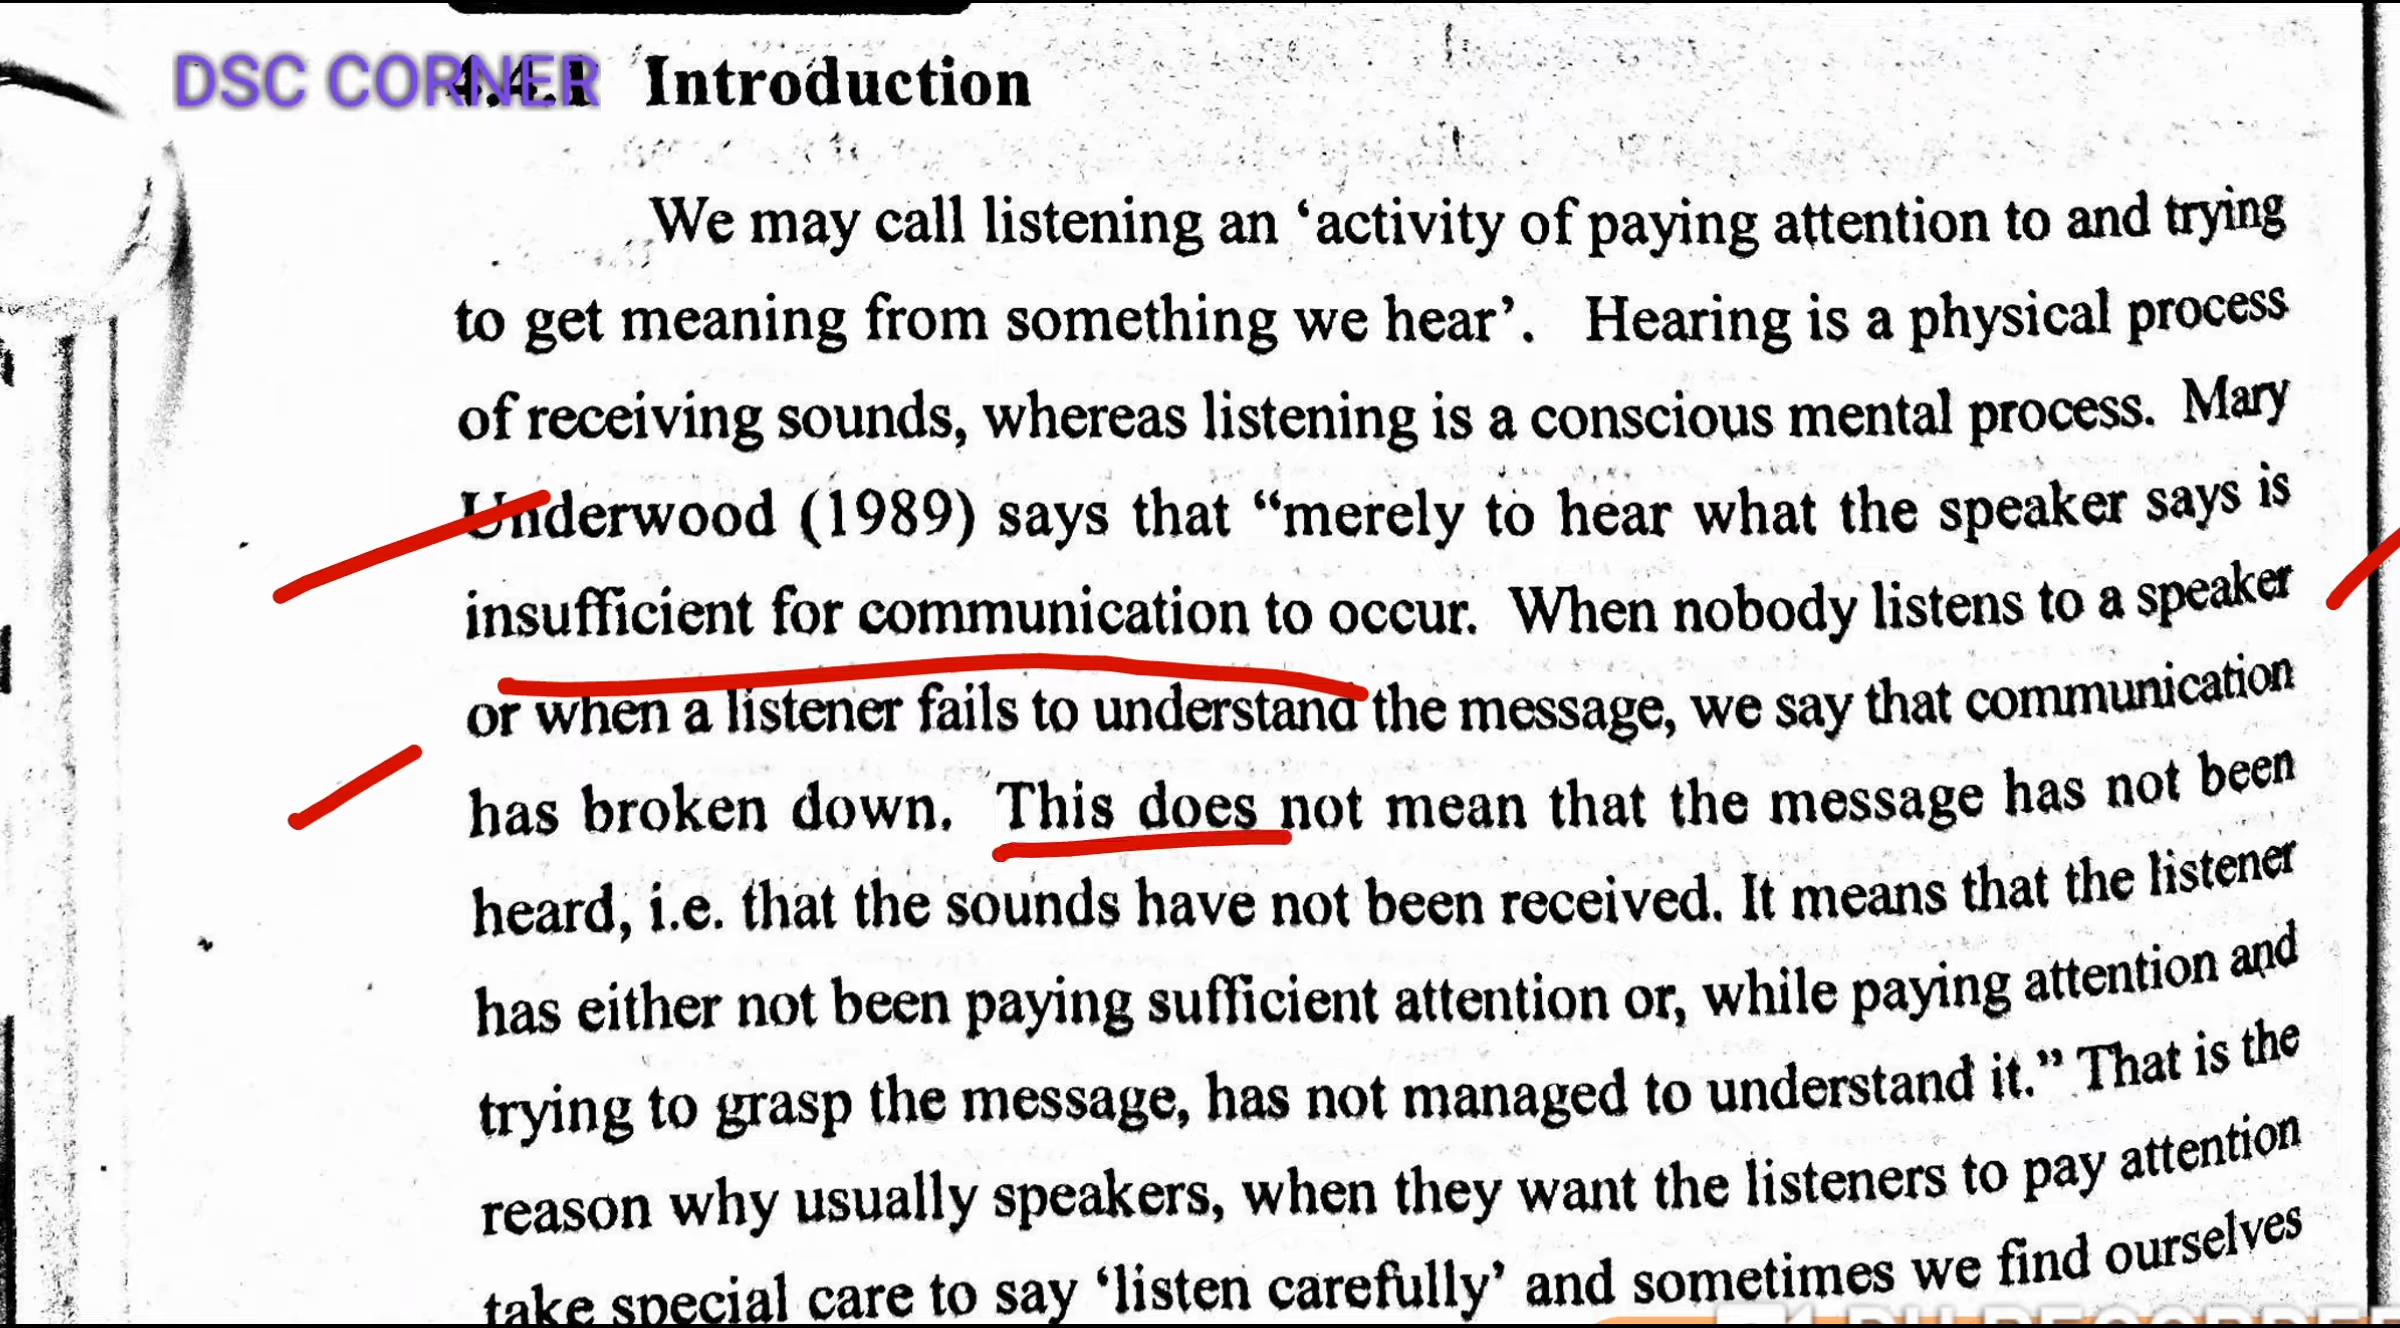 DSC CORNER
4.4.1 Introduction
We may call listening an ‘activity of paying attention to and trying
to get meaning from something we hear’. Hearing is a physical process
of receiving sounds, whereas listening is a conscious mental process. Mary
Underwood (1989) says that “merely to hear what the speaker says is
insufficient for communication to occur. When nobody listens to a speaker
or when a listener fails to understand the message, we say that communication
has broken down. This does not mean that the message has not been
heard, i.e. that the sounds have not been received. It means that the listener
has either not been paying sufficient attention or, while paying attention and
trying to grasp the message, has not managed to understand it.” That is the
reason why usually speakers, when they want the listeners to pay attention
take special care to say ‘listen carefully’ and sometimes we find ourselves